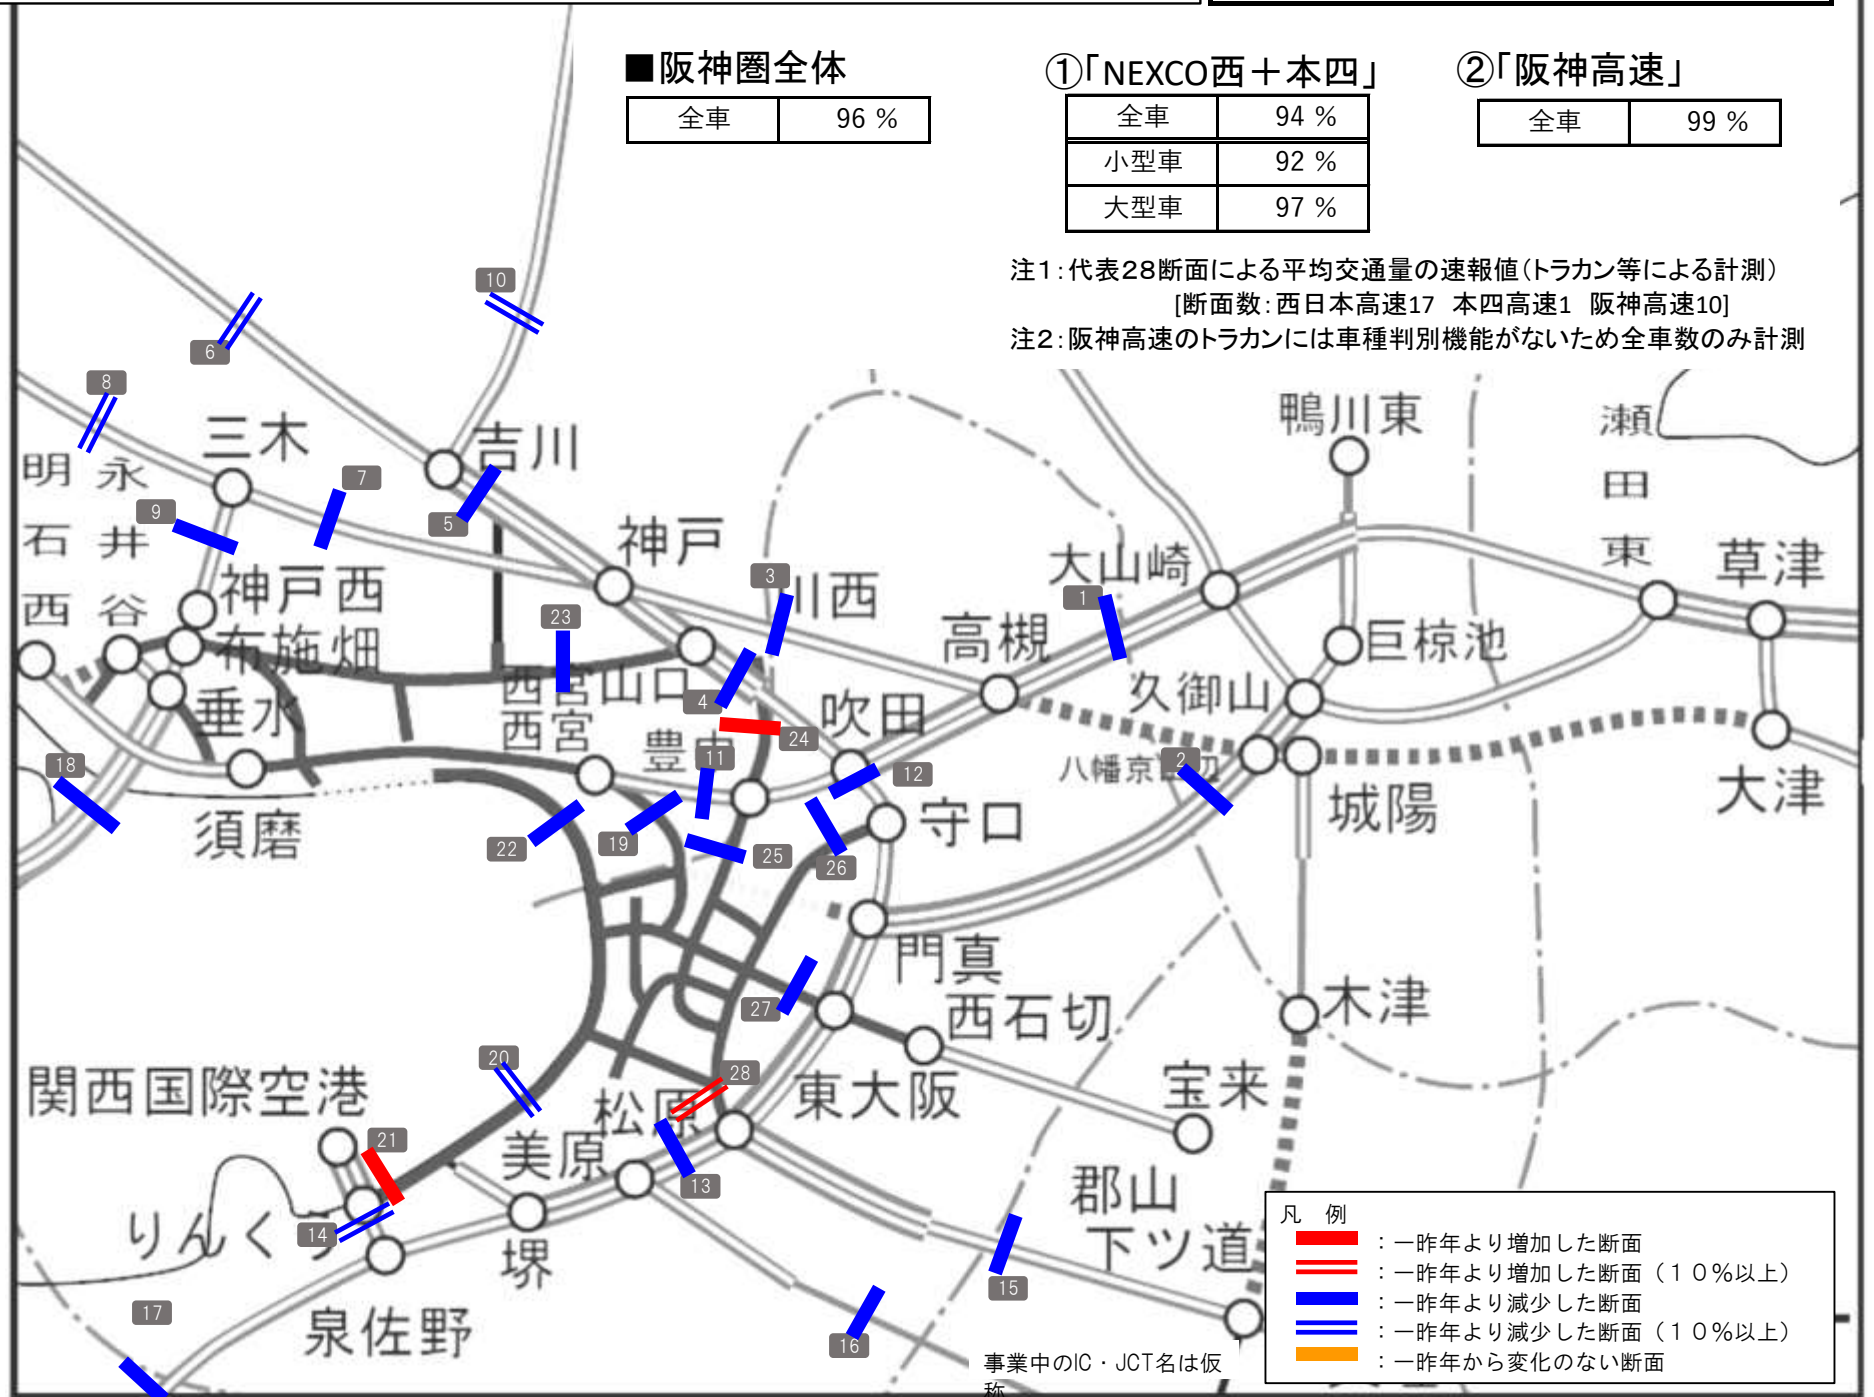 ■阪神圏全体
全車 96 %
①「NEXCO西＋本四」
全車 94 %
小型車 92 %
大型車 97 %
②「阪神高速」
全車 99 %
注１：代表２８断面による平均交通量の速報値（トラカン等による計測）
[断面数：西日本高速17 本四高速1 阪神高速10]
注２：阪神高速のトラカンには車種判別機能がないため全車数のみ計測
10
6
8
三木
吉川
鴨川東
瀬田東
明石西
永井谷
7
9
5
神戸
3
川西
大山崎
1
草津
神戸西
布施畑
23
高槻
巨椋池
西宮山口
4
久御山
垂水
西宮
吹田
24
豊中
11
12
八幡京田辺
2
18
大津
須磨
守口
城陽
22
19
25
26
門真
27
西石切
木津
20
関西国際空港
28
松原
東大阪
宝来
21
美原
13
郡山
りんくう
14
下ツ道
堺
15
17
泉佐野
16
事業中のIC・JCT名は仮
称
凡 例
：一昨年より増加した断面
：一昨年より増加した断面（１０％以上）
：一昨年より減少した断面
：一昨年より減少した断面（１０％以上）
：一昨年から変化のない断面